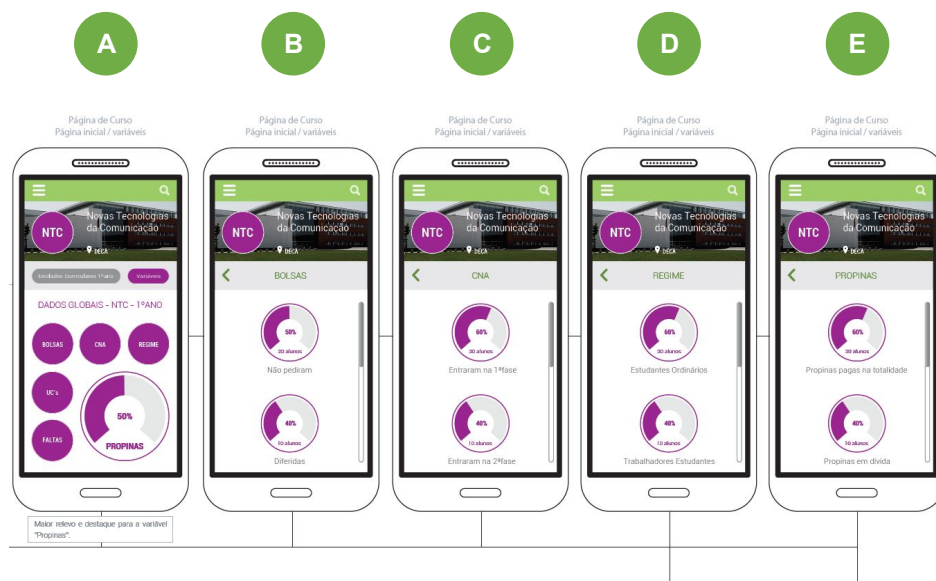 A
B
C
D
E
Página de Curso
Página inicial / variáveis
Página de Curso
Página inicial / variáveis
Página de Curso
Página inicial / variáveis
Página de Curso
Página inicial / variáveis
Página de Curso
Página inicial / variáveis
NTC
Novas Tecnologias
da Comunicação
DECA
Unidades Curriculares 1ºano
Variáveis
DADOS GLOBAIS - NTC - 1ºANO
BOLSAS
CNA
REGIME
UC's
FALTAS
50%
PROPINAS
Maior relevo e destaque para a variável
"Propinas".
NTC
Novas Tecnologias
da Comunicação
DECA
BOLSAS
50%
20 alunos
Não pediram
40%
10 alunos
Diferidas
NTC
Novas Tecnologias
da Comunicação
DECA
CNA
60%
30 alunos
Entraram na 1ªfase
40%
10 alunos
Entraram na 2ªfase
NTC
Novas Tecnologias
da Comunicação
DECA
REGIME
60%
30 alunos
Estudantes Ordinários
40%
10 alunos
Trabalhadores Estudantes
NTC
Novas Tecnologias
da Comunicação
DECA
PROPINAS
60%
30 alunos
Propinas pagas na totalidade
40%
10 alunos
Propinas em dívida